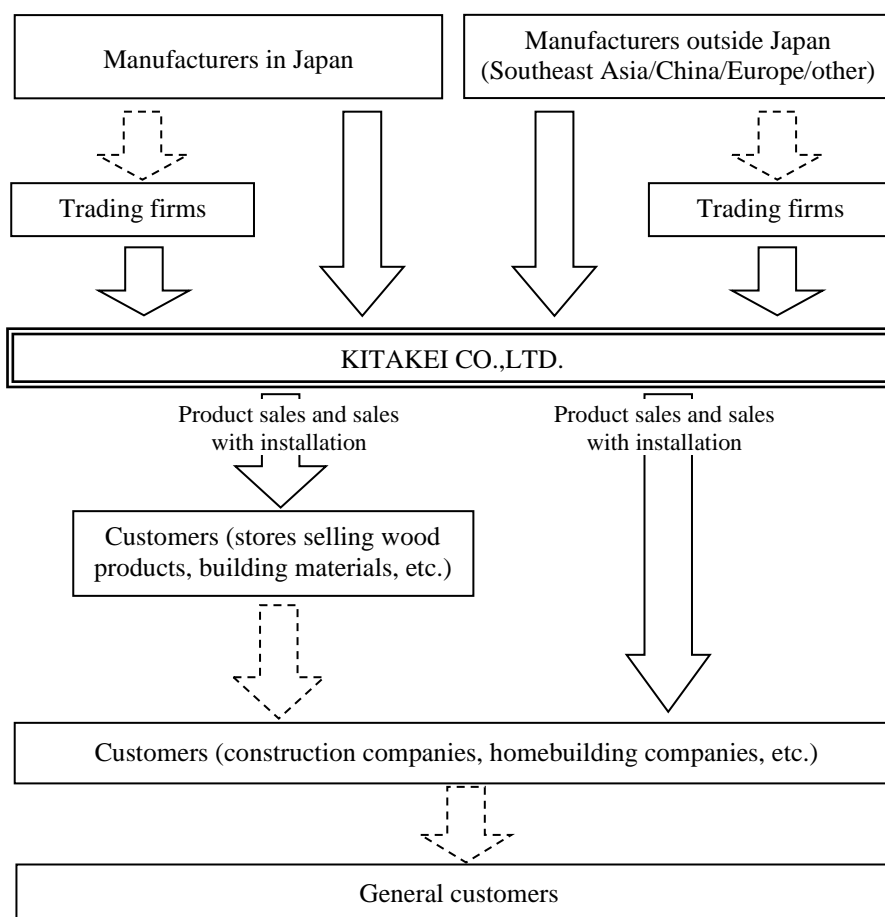 Manufacturers in Japan
Manufacturers outside Japan
(Southeast Asia/China/Europe/other)
Trading firms
Trading firms
KITAKEI CO.,LTD.
Product sales and sales
with installation
Product sales and sales
with installation
Customers (stores selling wood
products, building materials, etc.)
Customers (construction companies, homebuilding companies, etc.)
General customers